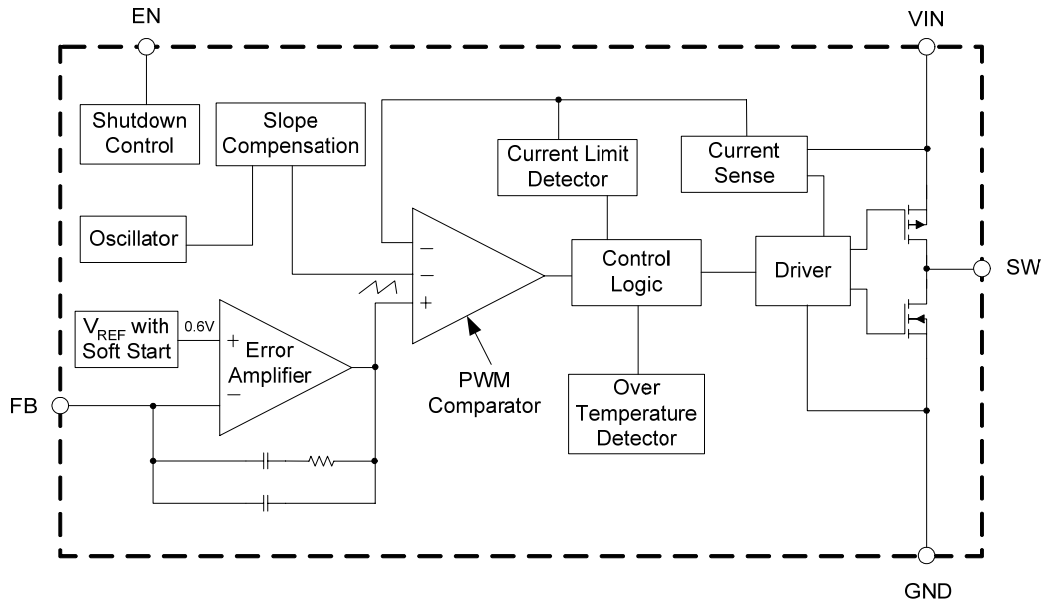 EN
VIN
Shutdown
Control
Slope
Compensation
Current Limit
Detector
Current
Sense
Oscillator
Control
Logic
Driver
SW
VREF with
Soft Start
0.6V
Error
Amplifier
+
−
−
−
+
PWM
Comparator
Over
Temperature
Detector
FB
GND